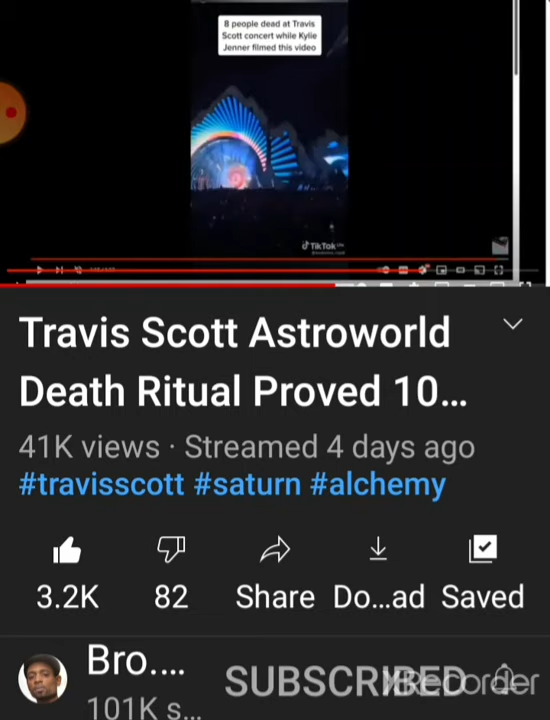 8 people dead at Travis
Scott concert while Kylie
Jenner filmed this video
TikTok
Travis Scott Astroworld
Death Ritual Proved 10...
41K views · Streamed 4 days ago
#travisscott #saturn #alchemy
3.2K 82 Share Do...ad Saved
Bro....
SUBSCRIBED
Recorder
101K s...